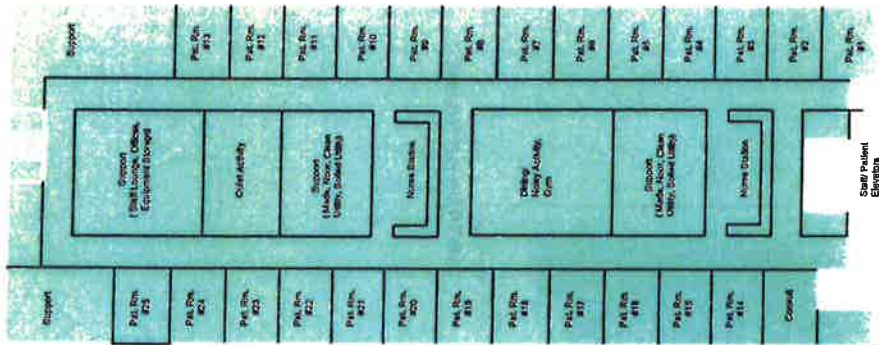 Consult
Pat. Rm.
#14
Pat. Rm.
#15
Pat. Rm.
#16
Pat. Rm.
#17
Pat. Rm.
#18
Pat. Rm.
#19
Pat. Rm.
#20
Pat. Rm.
#21
Pat. Rm.
#22
Pat. Rm.
#23
Pat. Rm.
#24
Pat. Rm.
#25
Support
Staff/ Patient
Elevators
Nurse Station
Support
(Meds, Nour, Clean
Utility, Soiled Utility)
Dining/
Noisy Activity,
Gym
Nurse Station
Support
(Meds, Nour, Clean
Utility, Soiled Utility)
Quiet Activity
Support
(Staff Lounge, Offices,
Equipment Storage)
Pat. Rm.
#1
Pat. Rm.
#2
Pat. Rm.
#3
Pat. Rm.
#4
Pat. Rm.
#5
Pat. Rm.
#6
Pat. Rm.
#7
Pat. Rm.
#8
Pat. Rm.
#9
Pat. Rm.
#10
Pat. Rm.
#11
Pat. Rm.
#12
Pat. Rm.
#13
Support